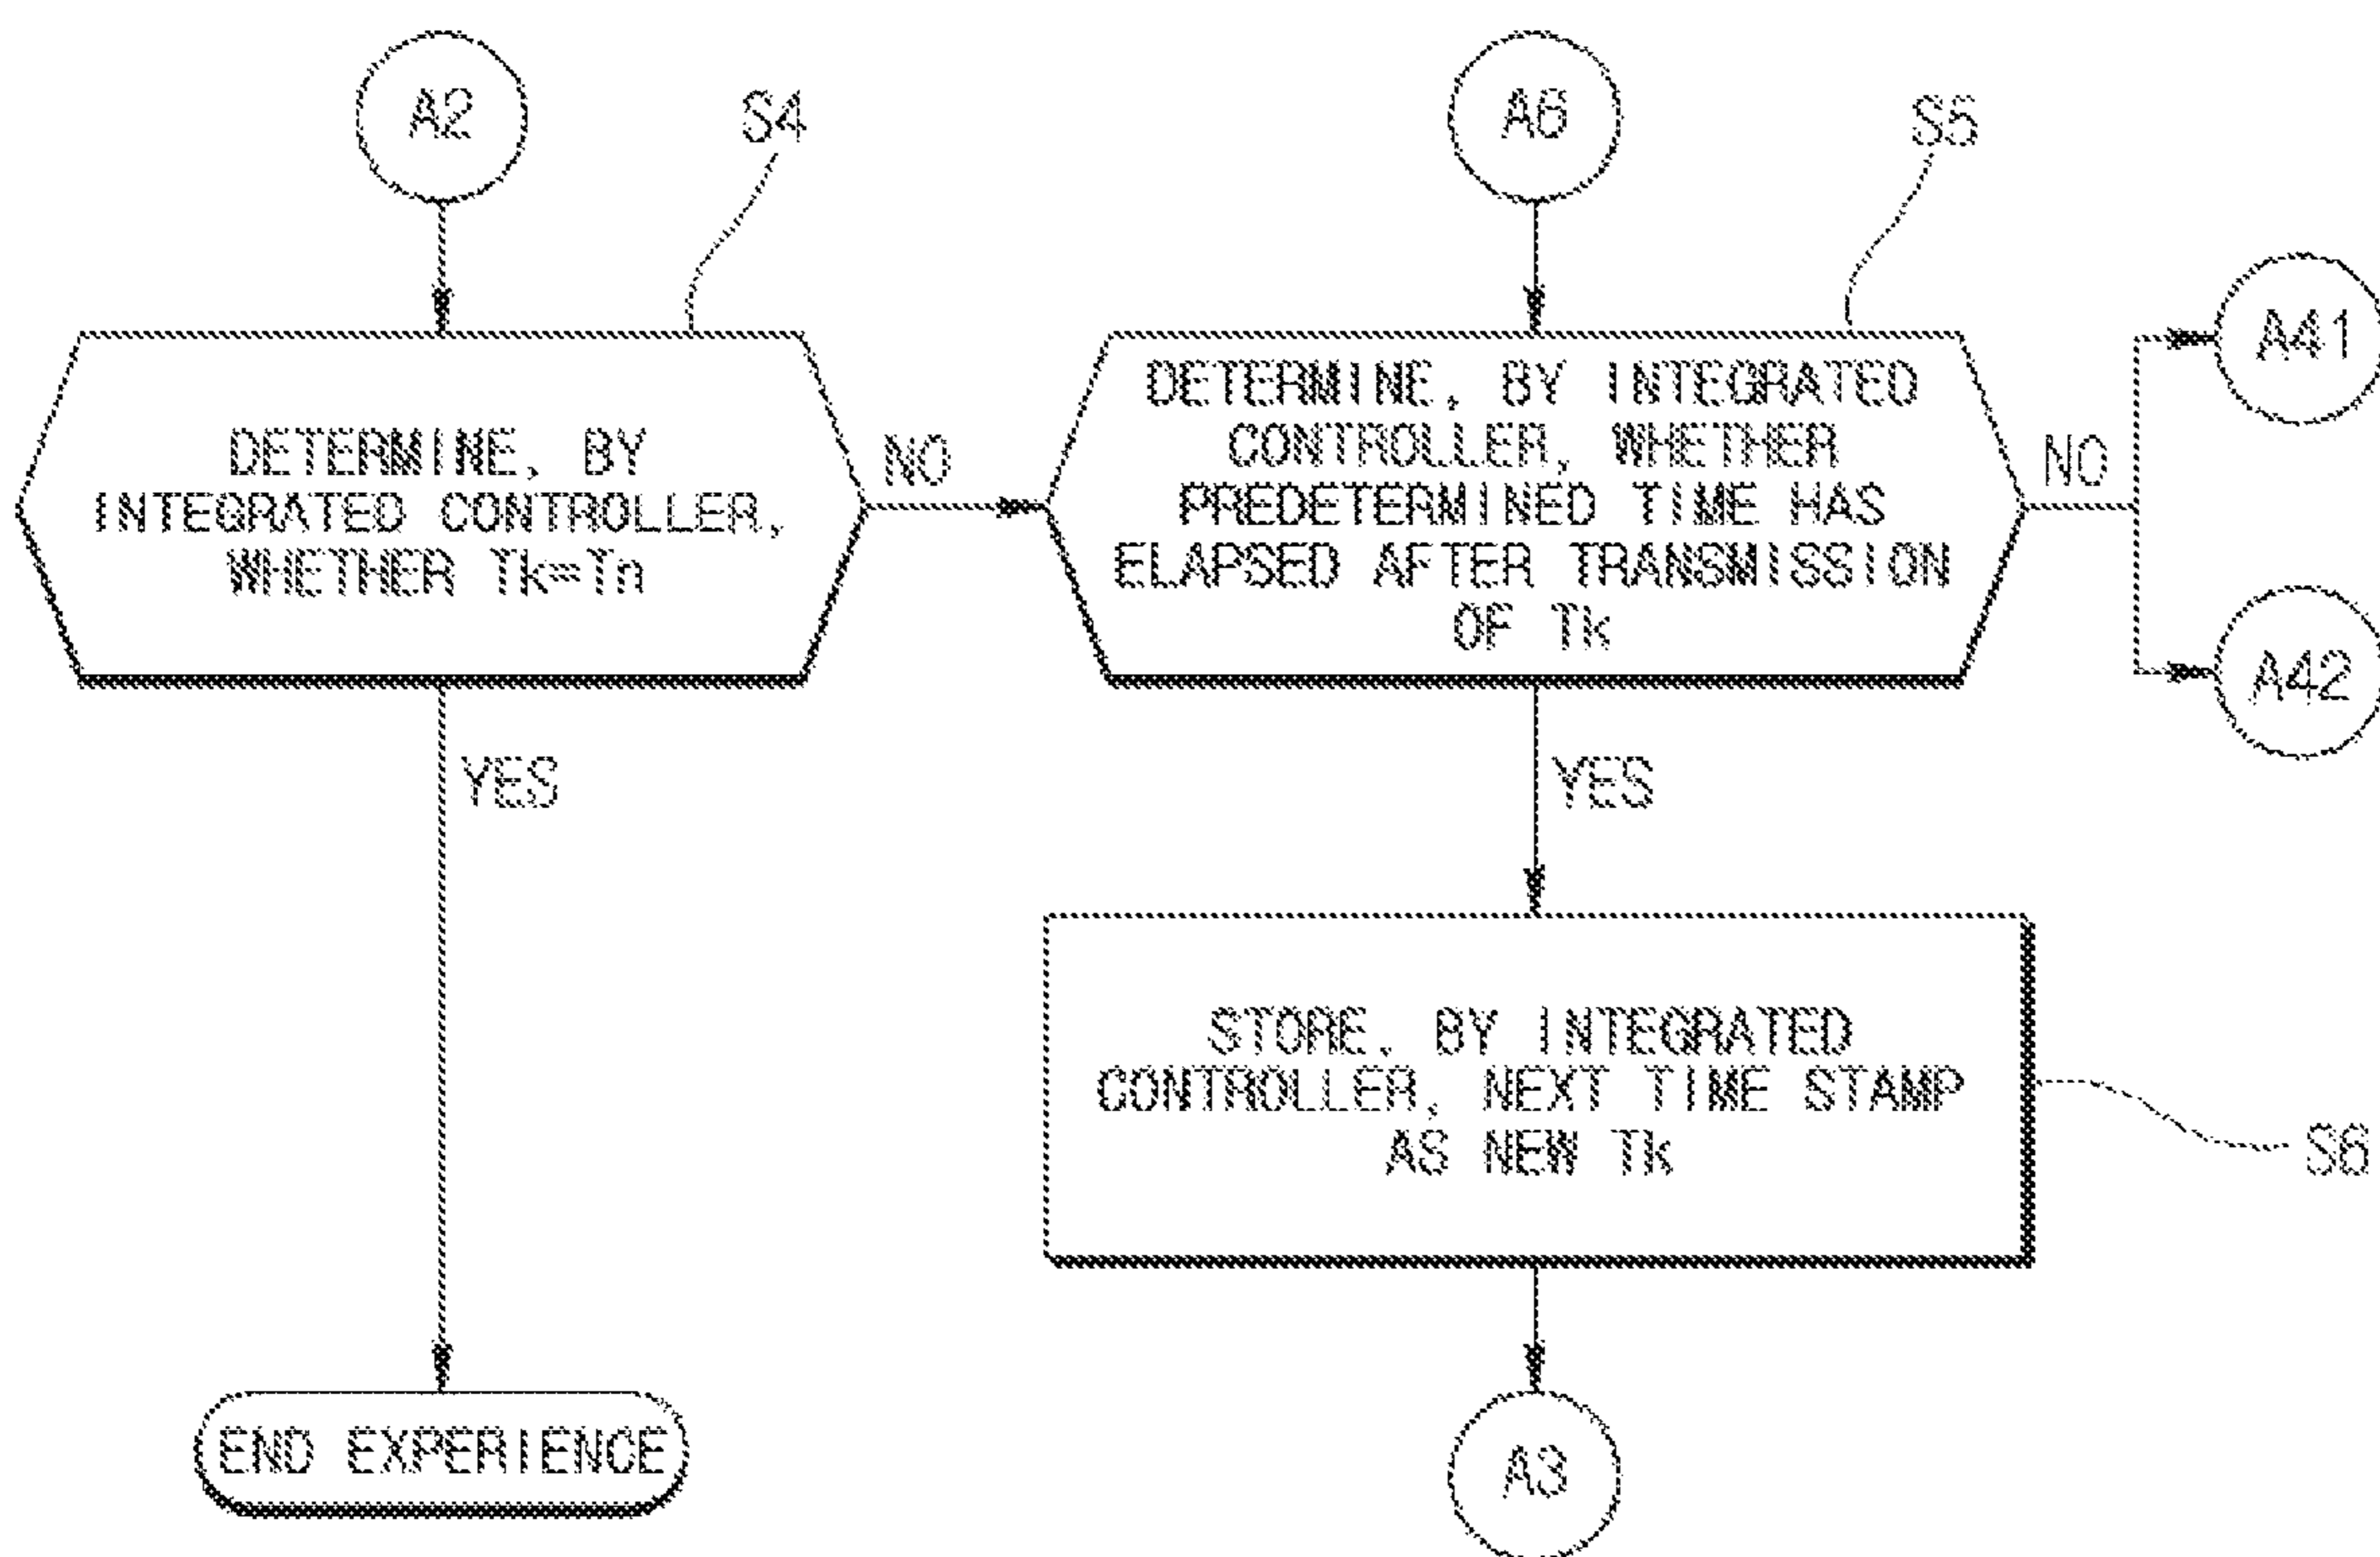 A2
S4
A6
S5
A41
DETERMINE, BY
INTEGRATED CONTROLLER,
WHETHER Tk=Tn
NO
DETERMINE, BY INTEGRATED
CONTROLLER, WHETHER
PREDETERMINED TIME HAS
ELAPSED AFTER TRANSMISSION
OF Tk
NO
A42
YES
YES
STORE, BY INTEGRATED
CONTROLLER, NEXT TIME STAMP
AS NEW Tk
S6
END EXPERIENCE
A3